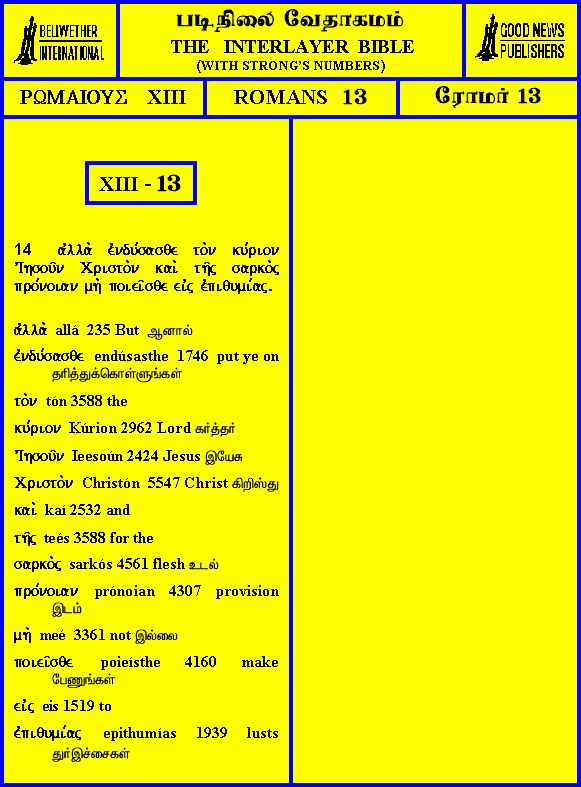 BELLWETHER
INTERNATIONAL
படிநிலை வேதாகமம்
THE INTERLAYER BIBLE
(WITH STRONG'S NUMBERS)
GOOD NEWS
PUBLISHERS
ΡΩΜΑΙΟΥΣ XIII
ROMANS 13
ரோமர் 13
XIII - 13
14 ἀλλὰ ἐνδύσασθε τὸν κύριον
Ἰησοῦν Χριστὸν καὶ τῆς σαρκὸς
πρόνοιαν μὴ ποιεῖσθε εἰς ἐπιθυμίας.
ἀλλὰ allá 235 But ஆனால்
ἐνδύσασθε endúsasthe 1746 put ye on
தரித்துக்கொள்ளுங்கள்
τὸν tón 3588 the
κύριον Kúrion 2962 Lord கர்த்தர்
Ἰησοῦν Ieesoún 2424 Jesus இயேசு
Χριστὸν Christón 5547 Christ கிறிஸ்து
καὶ kaí 2532 and
τῆς teés 3588 for the
σαρκὸς sarkós 4561 flesh உடல்
πρόνοιαν prónoian 4307 provision
இடம்
μὴ meé 3361 not இல்லை
ποιεῖσθε poieísthe 4160 make
பேணுங்கள்
εἰς eis 1519 to
ἐπιθυμίας epithumías 1939 lusts
துர்இச்சைகள்